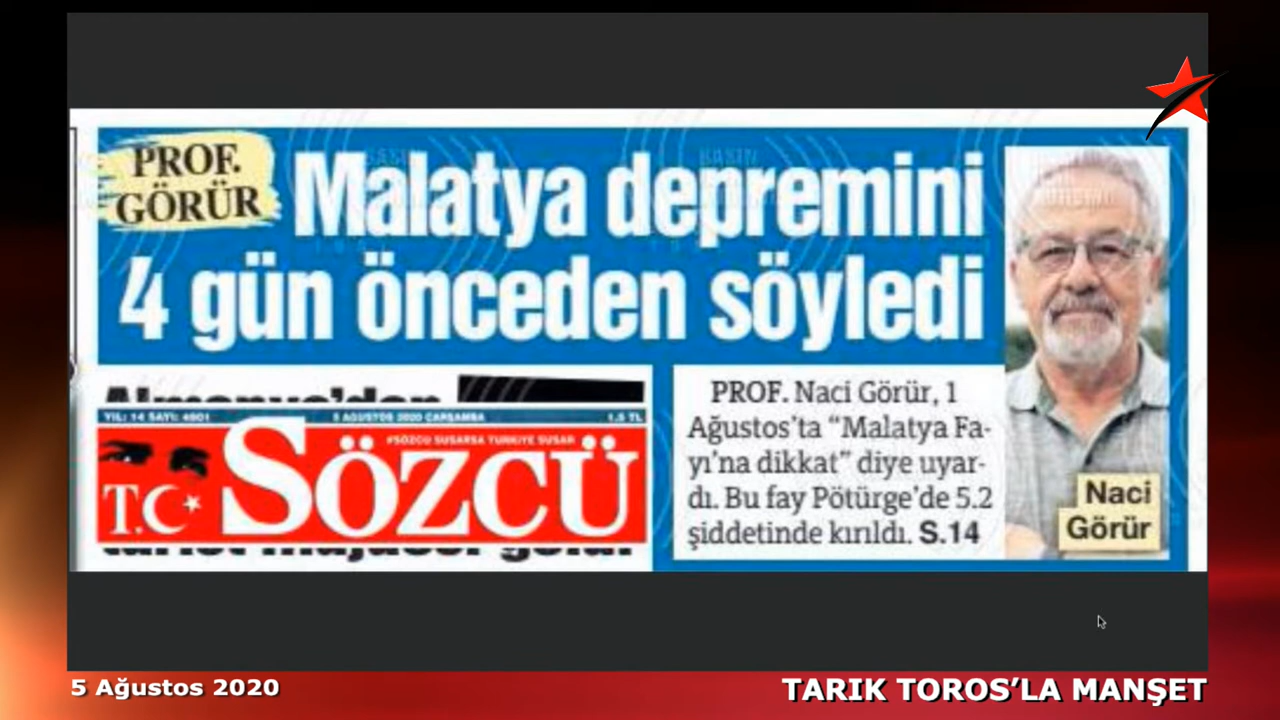 PROF.
GÖRÜR
Malatya depremini
4 gün önceden söyledi
YIL: 14 SAYI: 4801
5 AĞUSTOS 2020 ÇARŞAMBA
1.5 TL
#SÖZCÜ SUSARSA TÜRKİYE SUSAR
T.C
SÖZCÜ
PROF. Naci Görür, 1
Ağustos'ta “Malatya Fa-
yı'na dikkat” diye uyar-
dı. Bu fay Pötürge'de 5.2
şiddetinde kırıldı. S.14
Naci
Görür
5 Ağustos 2020
TARIK TOROS’LA MANŞET